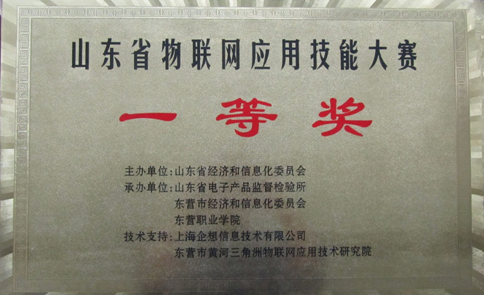 山东省物联网应用技能大赛
一等奖
主办单位:山东省经济和信息化委员会
承办单位:山东省电子产品监督检验所
东营市经济和信息化委员会
东营职业学院
技术支持:上海企想信息技术有限公司
东营市黄河三角洲物联网应用技术研究院